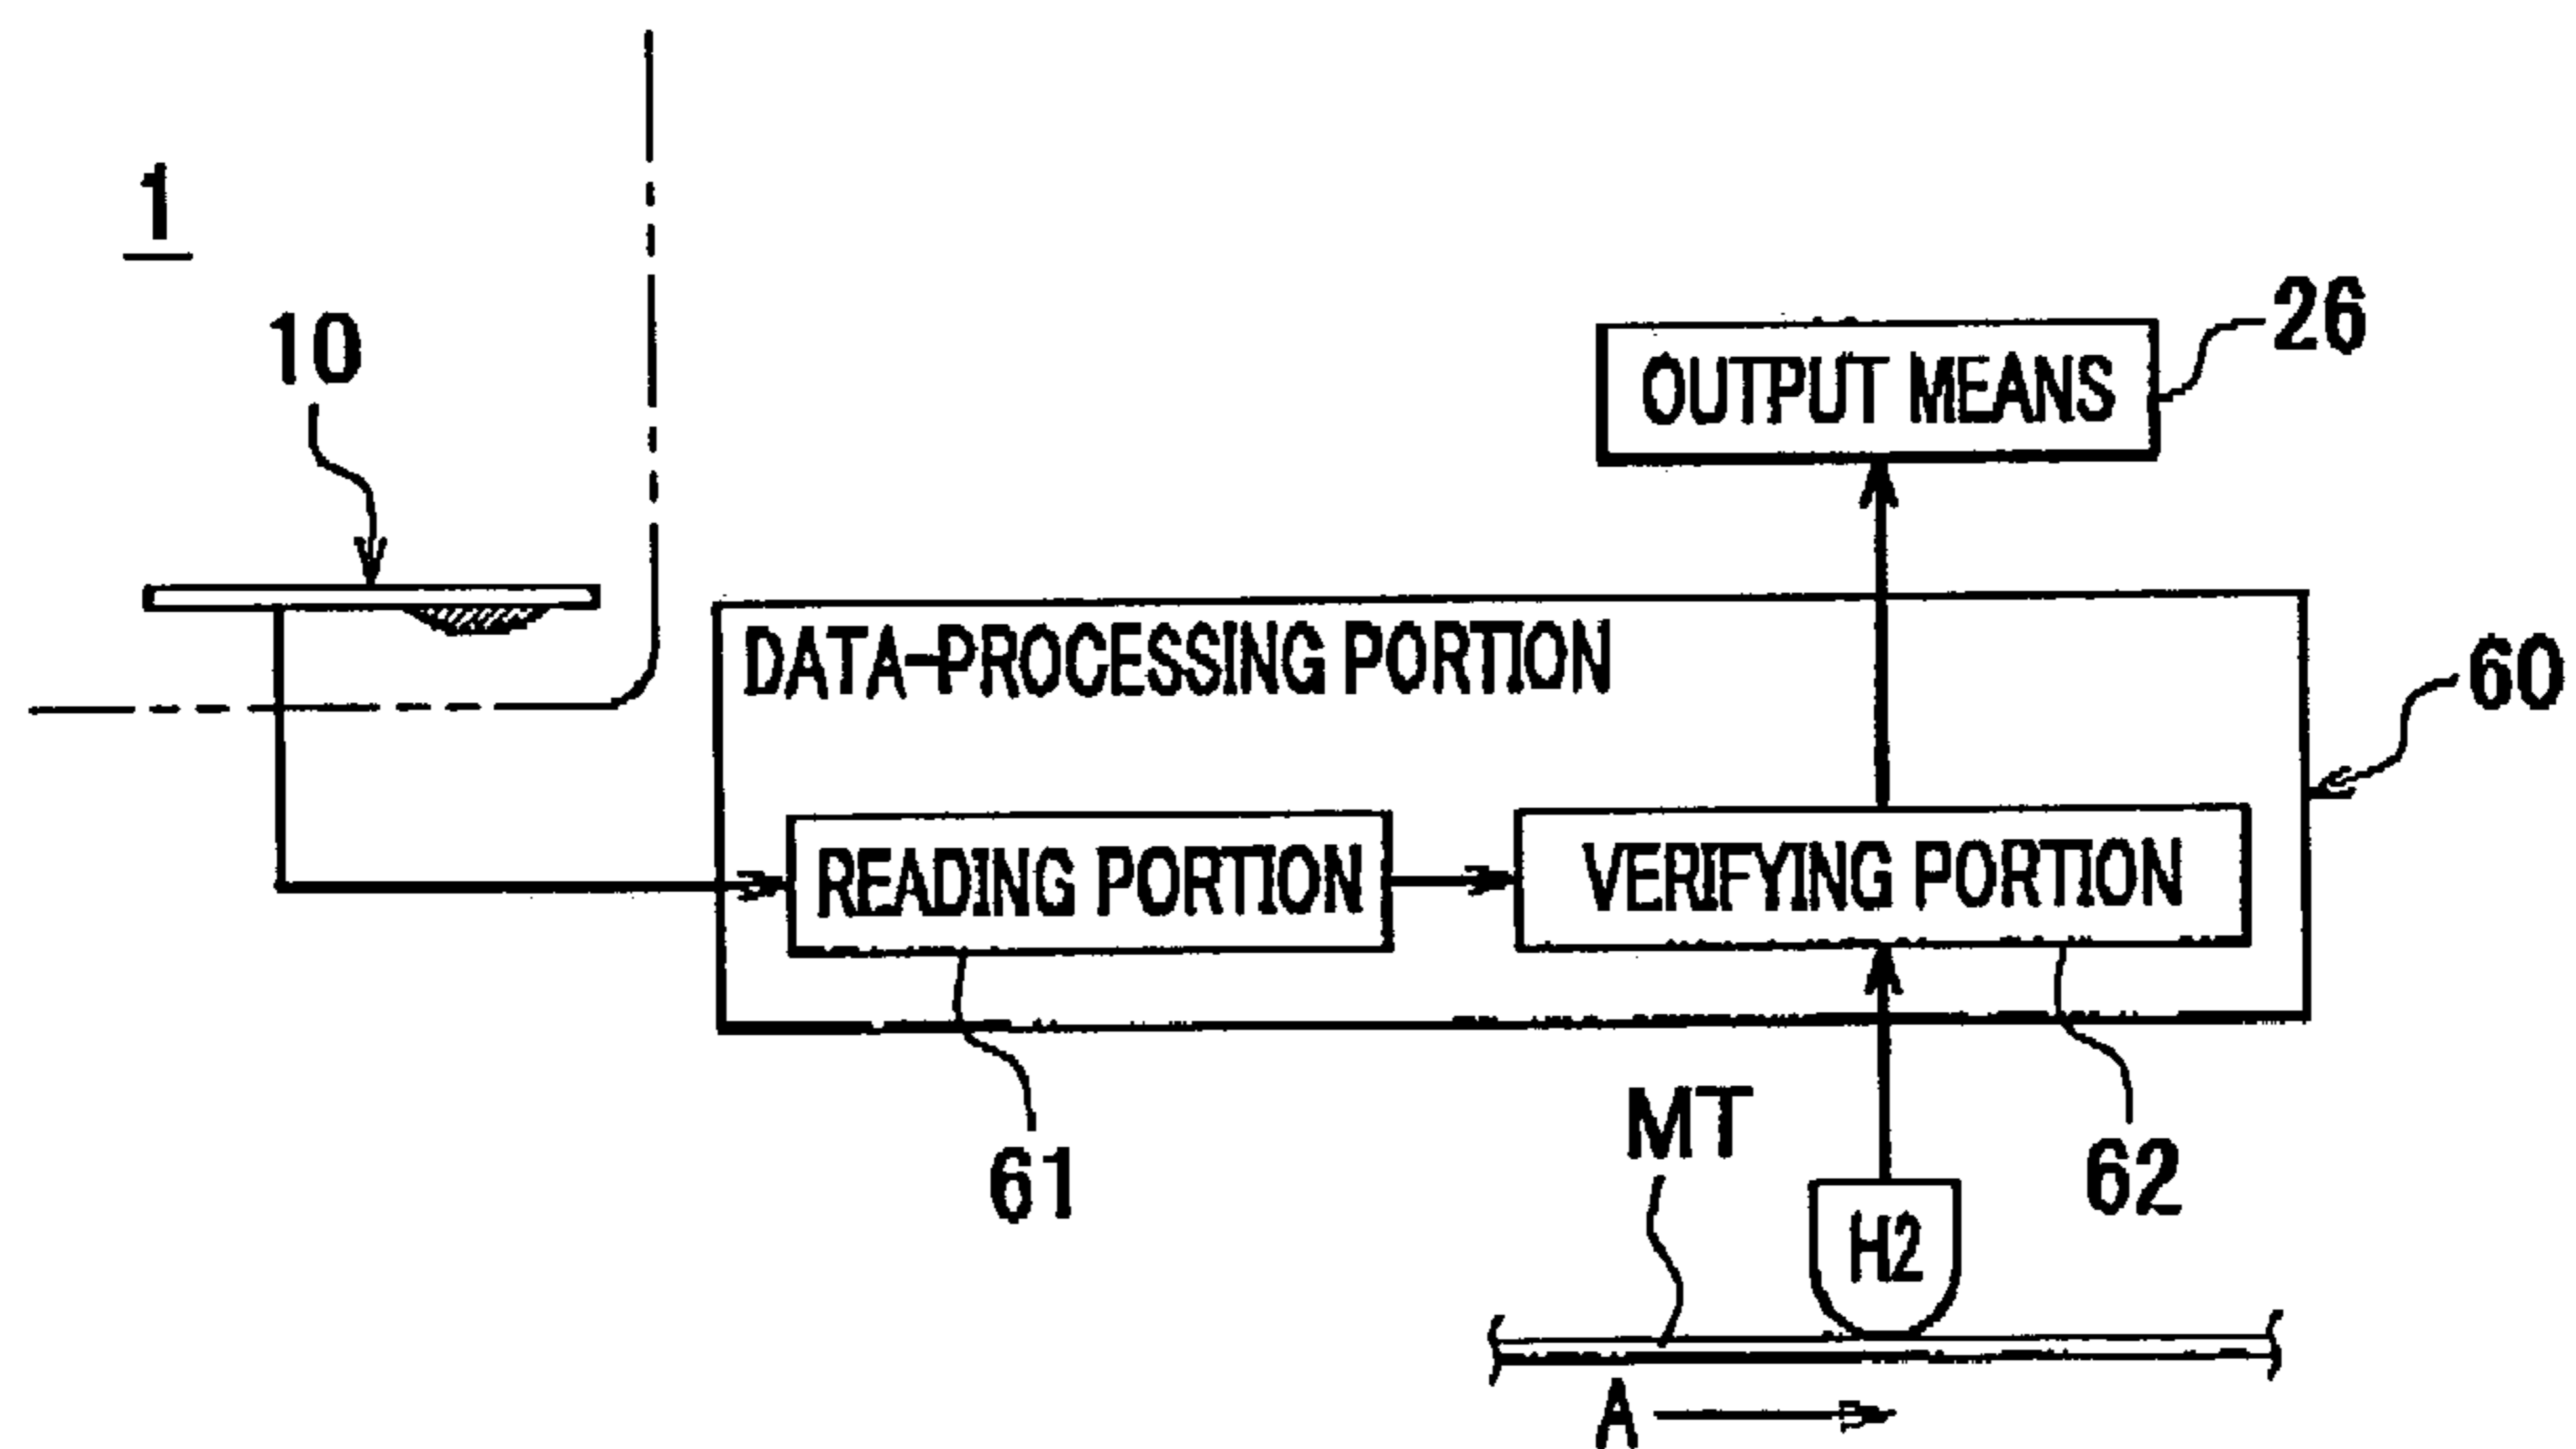 1
10
OUTPUT MEANS
26
DATA-PROCESSING PORTION
60
READING PORTION
VERIFYING PORTION
61
62
MT
H2
A